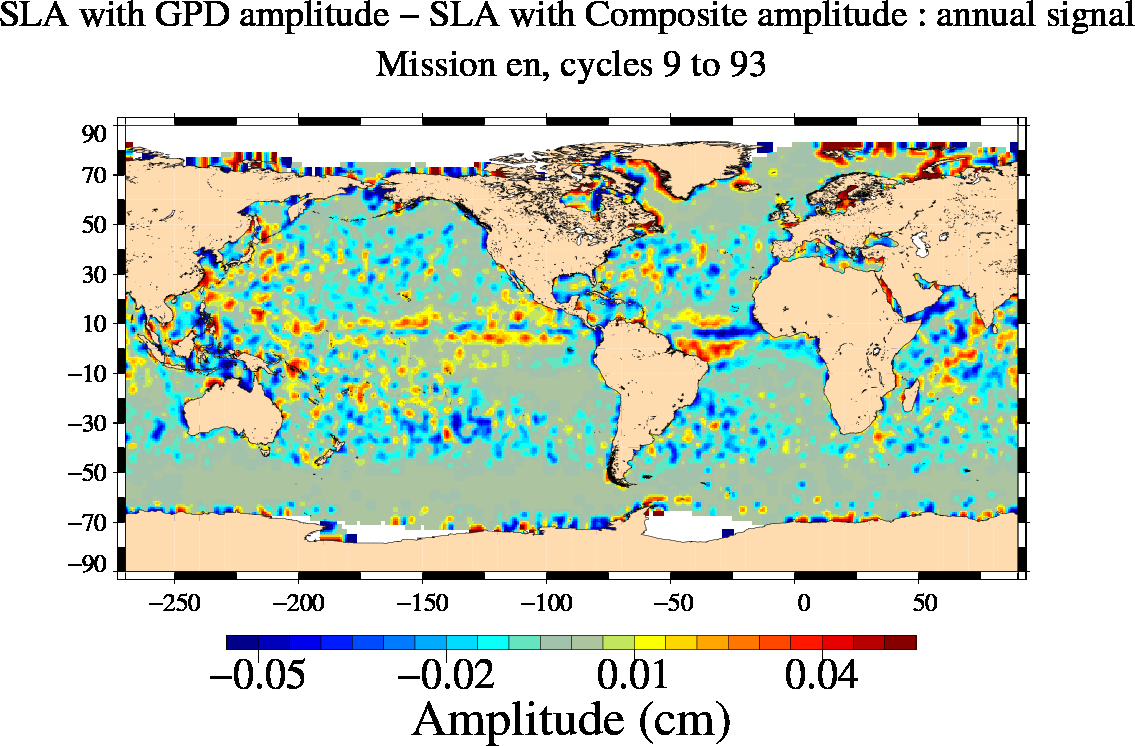 SLA with GPD amplitude − SLA with Composite amplitude : annual signal
Mission en, cycles 9 to 93
90
70
50
30
10
−10
−30
−50
−70
−90
−250 −200 −150 −100 −50 0 50
−0.05 −0.02 0.01 0.04
Amplitude (cm)